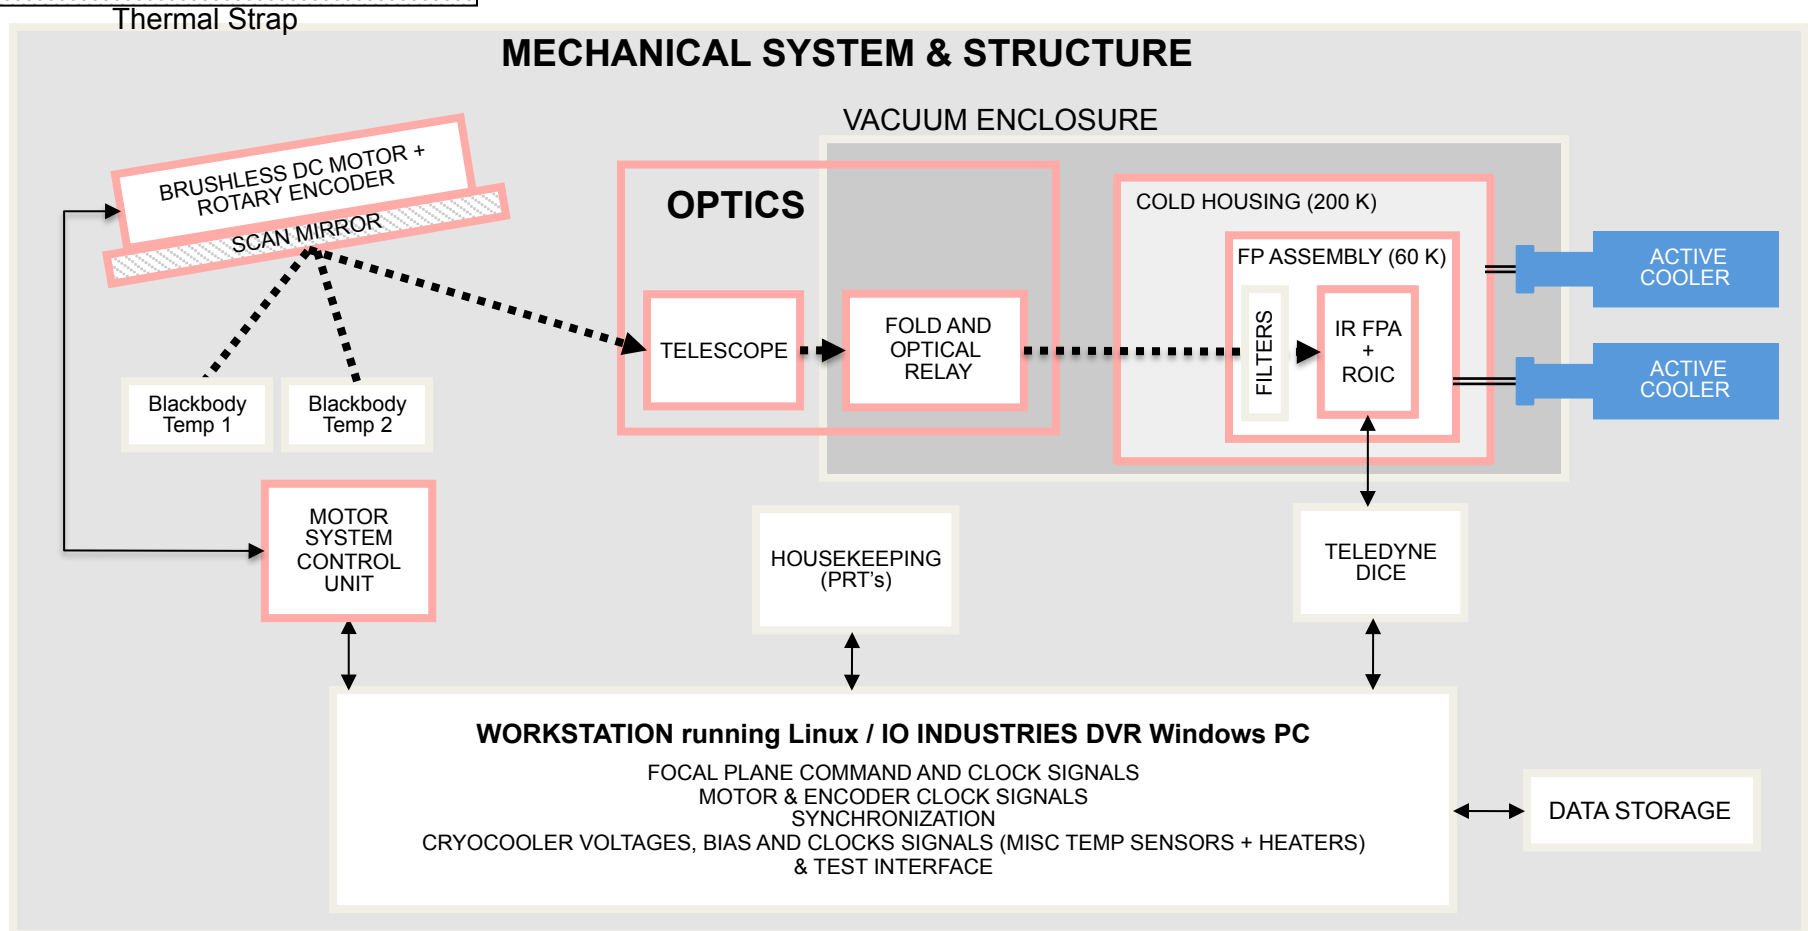 Thermal Strap
MECHANICAL SYSTEM & STRUCTURE
VACUUM ENCLOSURE
BRUSHLESS DC MOTOR +
ROTARY ENCODER
SCAN MIRROR
OPTICS
COLD HOUSING (200 K)
FP ASSEMBLY (60 K)
ACTIVE
COOLER
TELESCOPE
FOLD AND
OPTICAL
RELAY
FILTERS
IR FPA
+
ROIC
ACTIVE
COOLER
Blackbody
Temp 1
Blackbody
Temp 2
MOTOR
SYSTEM
CONTROL
UNIT
HOUSEKEEPING
(PRT's)
TELEDYNE
DICE
WORKSTATION running Linux / IO INDUSTRIES DVR Windows PC
FOCAL PLANE COMMAND AND CLOCK SIGNALS
MOTOR & ENCODER CLOCK SIGNALS
SYNCHRONIZATION
CRYOCOOLER VOLTAGES, BIAS AND CLOCKS SIGNALS (MISC TEMP SENSORS + HEATERS)
& TEST INTERFACE
DATA STORAGE